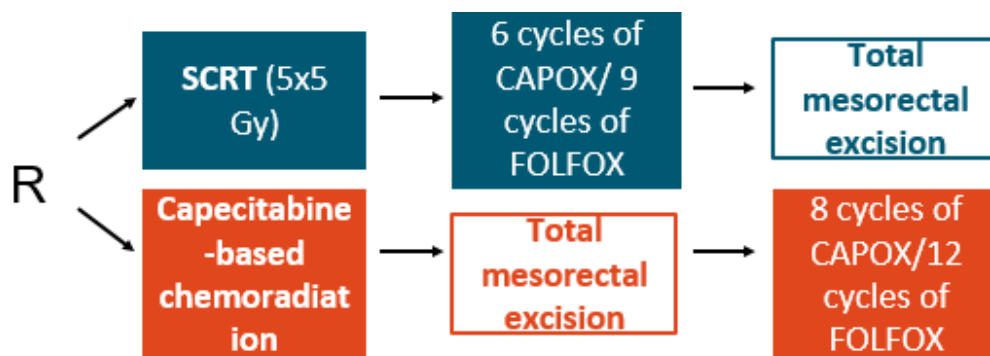 R
SCRT (5x5
Gy)
6 cycles of
CAPOX/ 9
cycles of
FOLFOX
Total
mesorectal
excision
Capecitabine
-based
chemoradiat
ion
Total
mesorectal
excision
8 cycles of
CAPOX/12
cycles of
FOLFOX